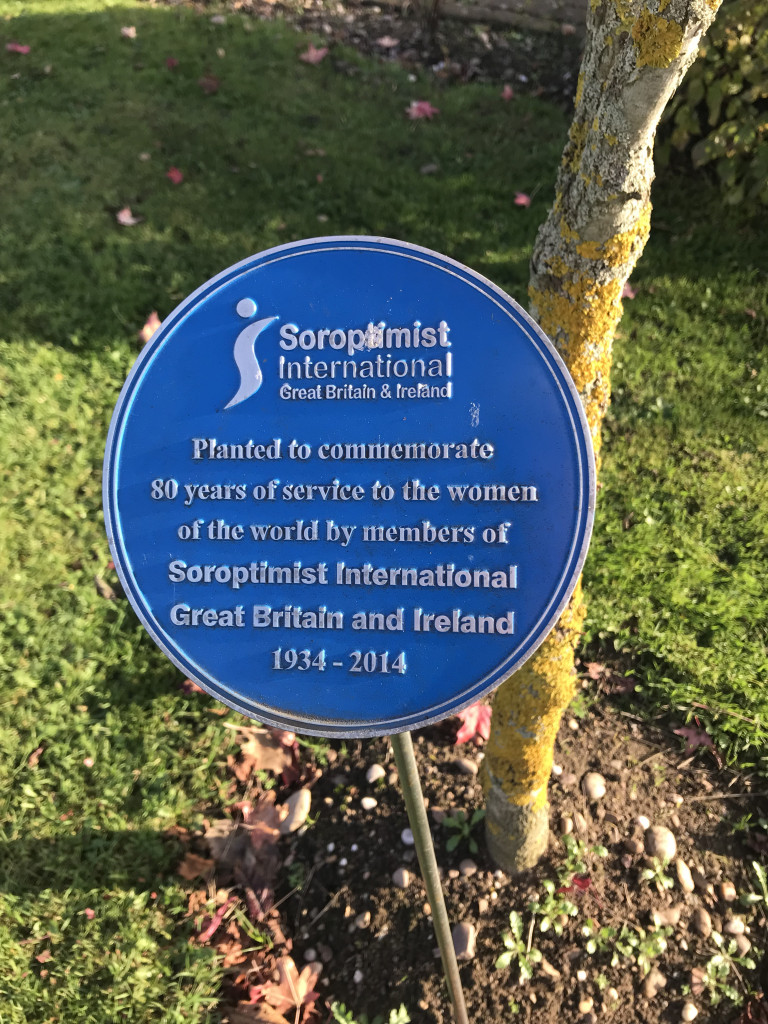 Soroptimist
International
Great Britain & Ireland
Planted to commemorate
80 years of service to the women
of the world by members of
Soroptimist International
Great Britain and Ireland
1934 - 2014